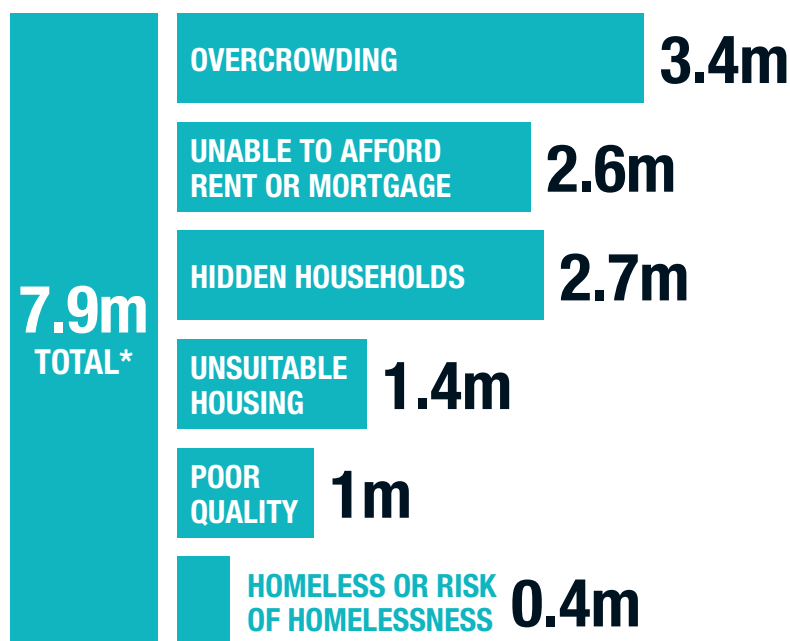 7.9m
TOTAL*
OVERCROWDING
3.4m
UNABLE TO AFFORD
RENT OR MORTGAGE
2.6m
HIDDEN HOUSEHOLDS
2.7m
UNSUITABLE
HOUSING
1.4m
POOR
QUALITY
1m
HOMELESS OR RISK
OF HOMELESSNESS
0.4m